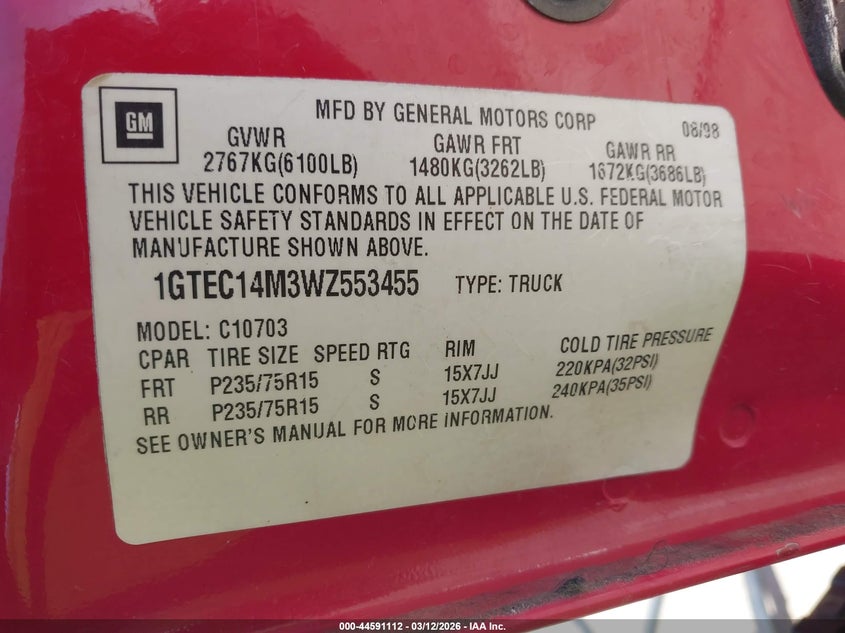 GM
MFD BY GENERAL MOTORS CORP 08/98
GVWR GAWR FRT GAWR RR
2767KG(6100LB) 1480KG(3262LB) 1672KG(3686LB)
THIS VEHICLE CONFORMS TO ALL APPLICABLE U.S. FEDERAL MOTOR
VEHICLE SAFETY STANDARDS IN EFFECT ON THE DATE OF
MANUFACTURE SHOWN ABOVE.
1GTEC14M3WZ553455 TYPE: TRUCK
MODEL: C10703
CPAR TIRE SIZE SPEED RTG RIM COLD TIRE PRESSURE
FRT P235/75R15 S 15X7JJ 220KPA(32PSI)
RR P235/75R15 S 15X7JJ 240KPA(35PSI)
SEE OWNER'S MANUAL FOR MORE INFORMATION.
000-44591112 - 03/12/2026 - IAA Inc.